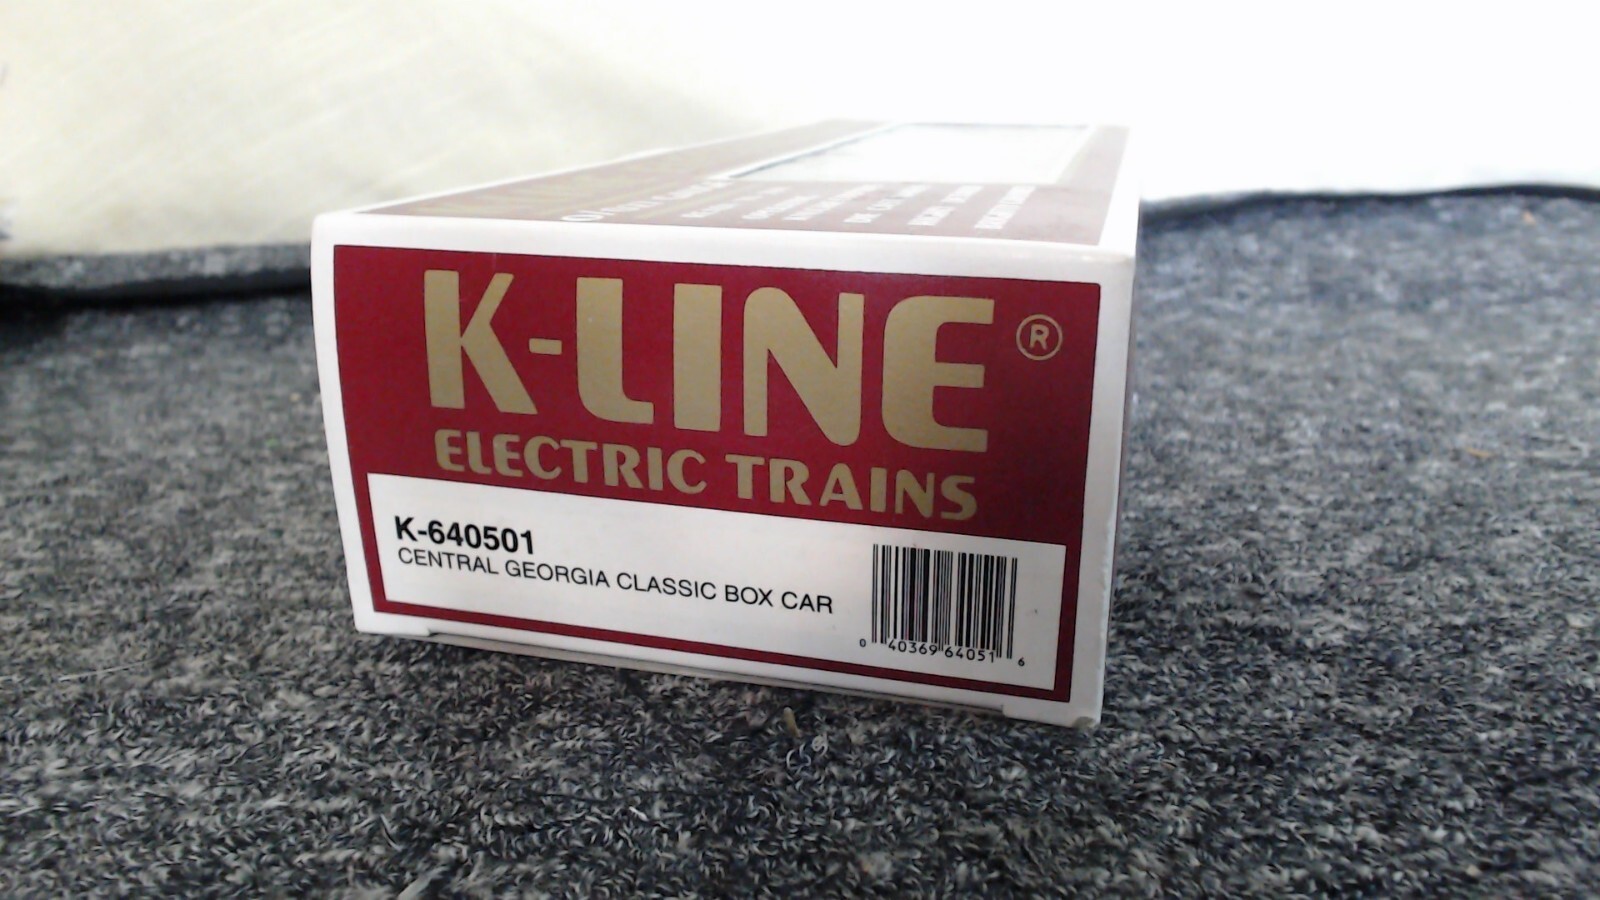 K-LINE®
ELECTRIC TRAINS
K-640501
CENTRAL GEORGIA CLASSIC BOX CAR
0 40369 64051 6